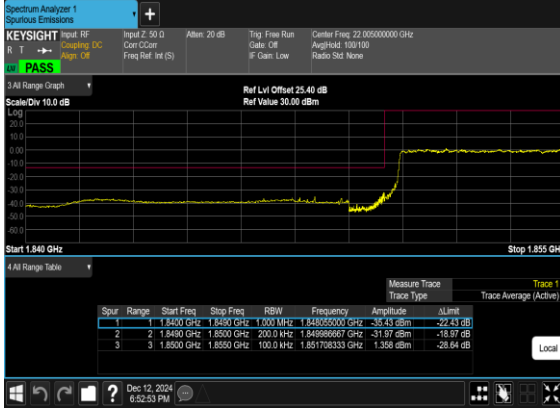 Spectrum Analyzer 1
Spurious Emissions
+
KEYSIGHT Input: RF Input Z: 50 Ω Atten: 20 dB Trig: Free Run Center Freq: 22.005000000 GHz
R T Coupling: DC Corr CCorr Gate: Off Avg|Hold: 100/100
Align: Off Freq Ref: Int (S) IF Gain: Low Radio Std: None
LXI PASS
3 All Range Graph Ref Lvl Offset 25.40 dB
Scale/Div 10.0 dB Ref Value 30.00 dBm
Log
20.0
10.0
0.00
-10.0
-20.0
-30.0
-40.0
-50.0
-60.0
Start 1.840 GHz Stop 1.855 GH
4 All Range Table
Measure Trace Trace 1
Trace Type Trace Average (Active)
Spur Range Start Freq Stop Freq RBW Frequency Amplitude ΔLimit
1 1 1.8400 GHz 1.8490 GHz 1.000 MHz 1.848055000 GHz -35.43 dBm -22.43 dB
2 2 1.8490 GHz 1.8500 GHz 200.0 kHz 1.849986667 GHz -31.97 dBm -18.97 dB
3 3 1.8500 GHz 1.8550 GHz 100.0 kHz 1.851708333 GHz 1.358 dBm -28.64 dB
Local
? Dec 12, 2024
6:52:53 PM